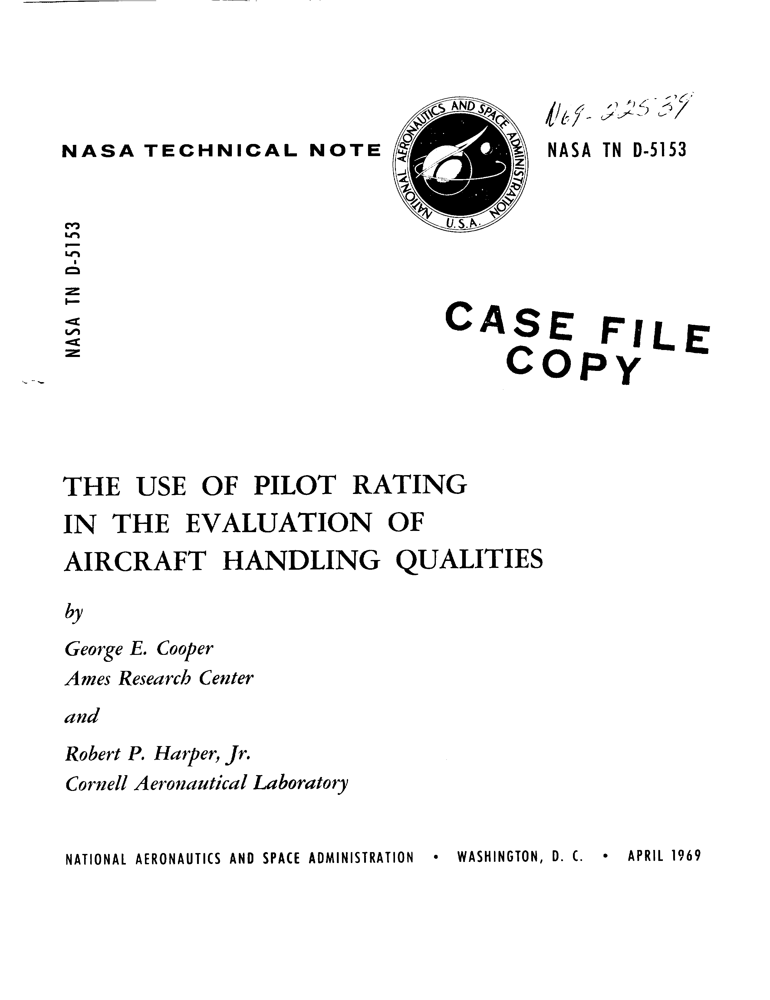 N69-22539
NASA TECHNICAL NOTE
NATIONAL AERONAUTICS AND SPACE ADMINISTRATION
U.S.A.
NASA TN D-5153
NASA TN D-5153
CASE FILE
COPY
THE USE OF PILOT RATING
IN THE EVALUATION OF
AIRCRAFT HANDLING QUALITIES
by
George E. Cooper
Ames Research Center
and
Robert P. Harper, Jr.
Cornell Aeronautical Laboratory
NATIONAL AERONAUTICS AND SPACE ADMINISTRATION • WASHINGTON, D. C. • APRIL 1969